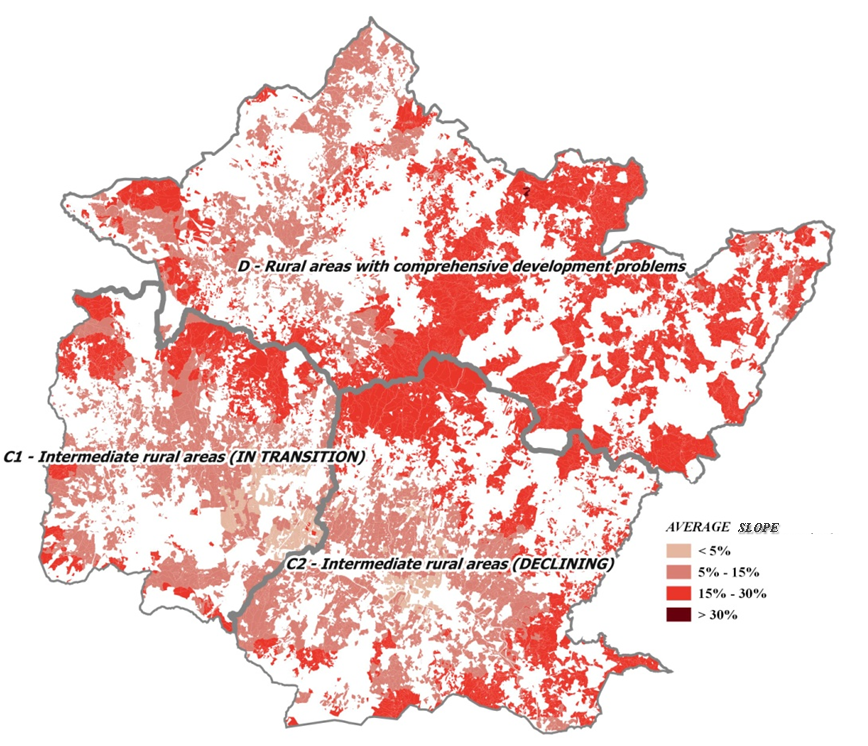 D - Rural areas with comprehensive development problems
C1 - Intermediate rural areas (IN TRANSITION)
C2 - Intermediate rural areas (DECLINING)
AVERAGE SLOPE
< 5%
5% - 15%
15% - 30%
> 30%